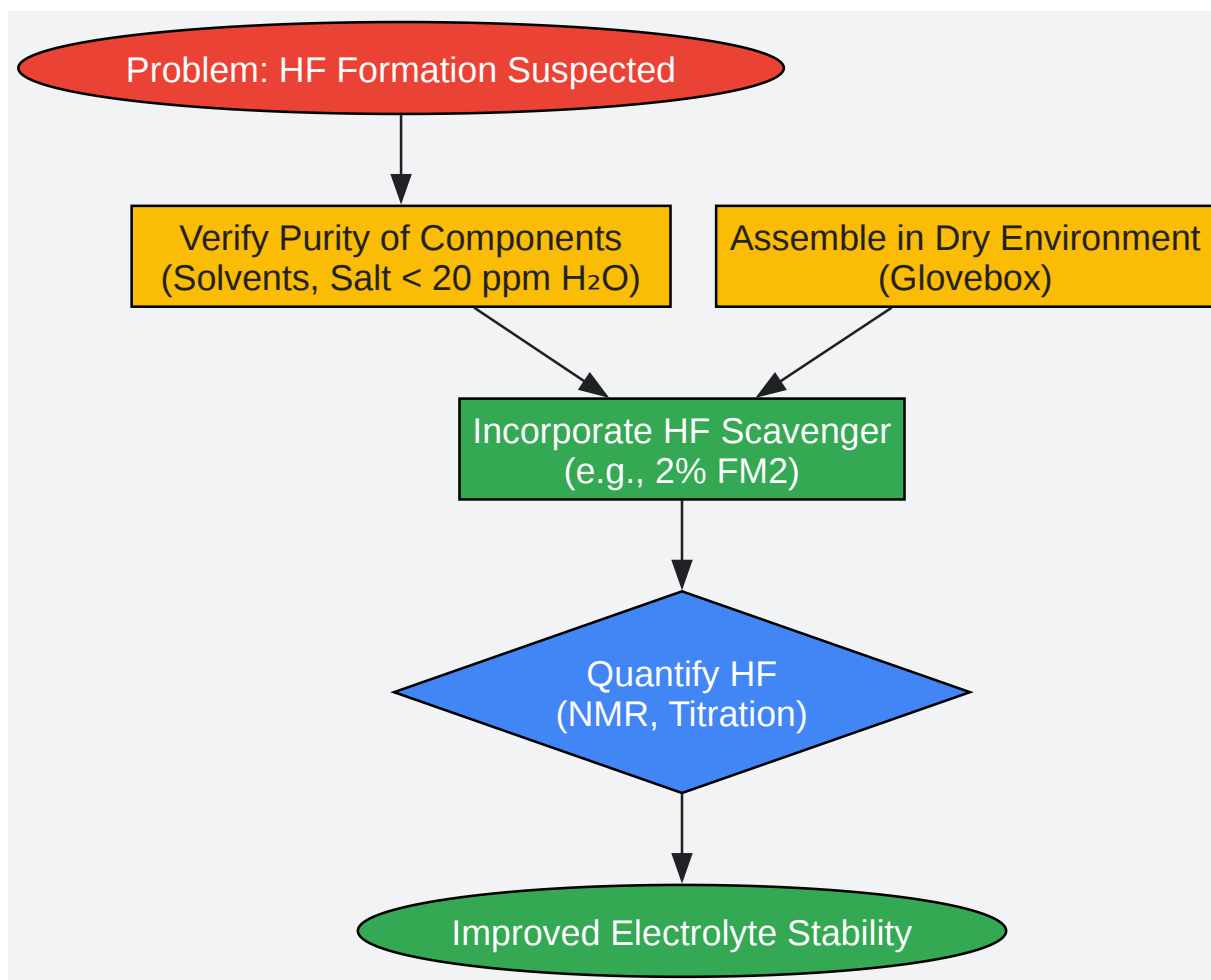 Problem: HF Formation Suspected
Verify Purity of Components
(Solvents, Salt < 20 ppm H₂O)
Assemble in Dry Environment
(Glovebox)
Incorporate HF Scavenger
(e.g., 2% FM2)
Quantify HF
(NMR, Titration)
Improved Electrolyte Stability